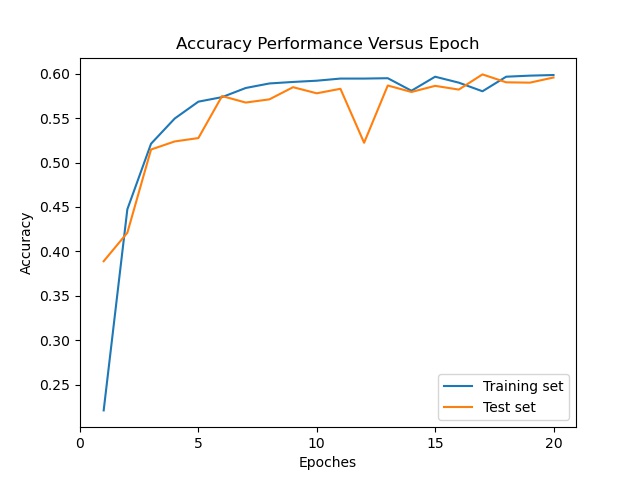 Accuracy Performance Versus Epoch
0.60
0.55
0.50
0.45
0.40
0.35
0.30
0.25
Accuracy
0 5 10 15 20
Epoches
Training set
Test set